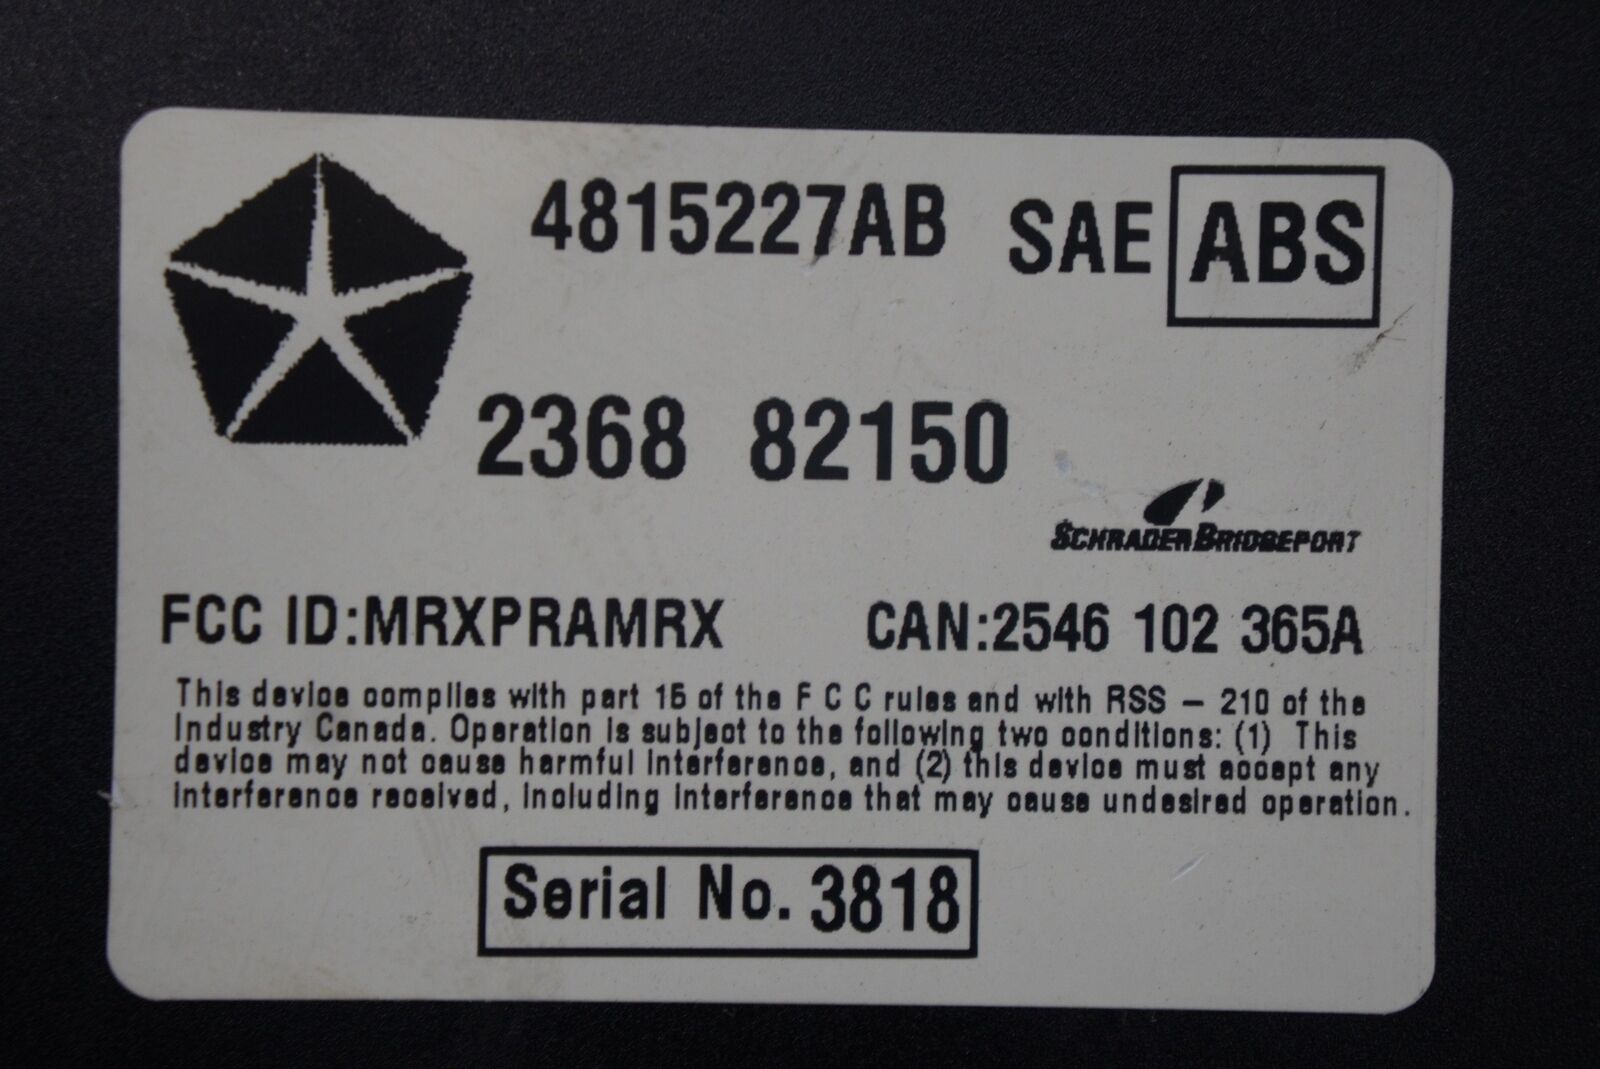 4815227AB SAE ABS
2368 82150
SCHRADER BRIDGEPORT
FCC ID:MRXPRAMRX CAN:2546 102 365A
This device complies with part 15 of the F C C rules and with RSS – 210 of the
Industry Canada. Operation is subject to the following two conditions: (1) This
device may not cause harmful interference, and (2) this device must accept any
interference received, including interference that may cause undesired operation.
Serial No. 3818